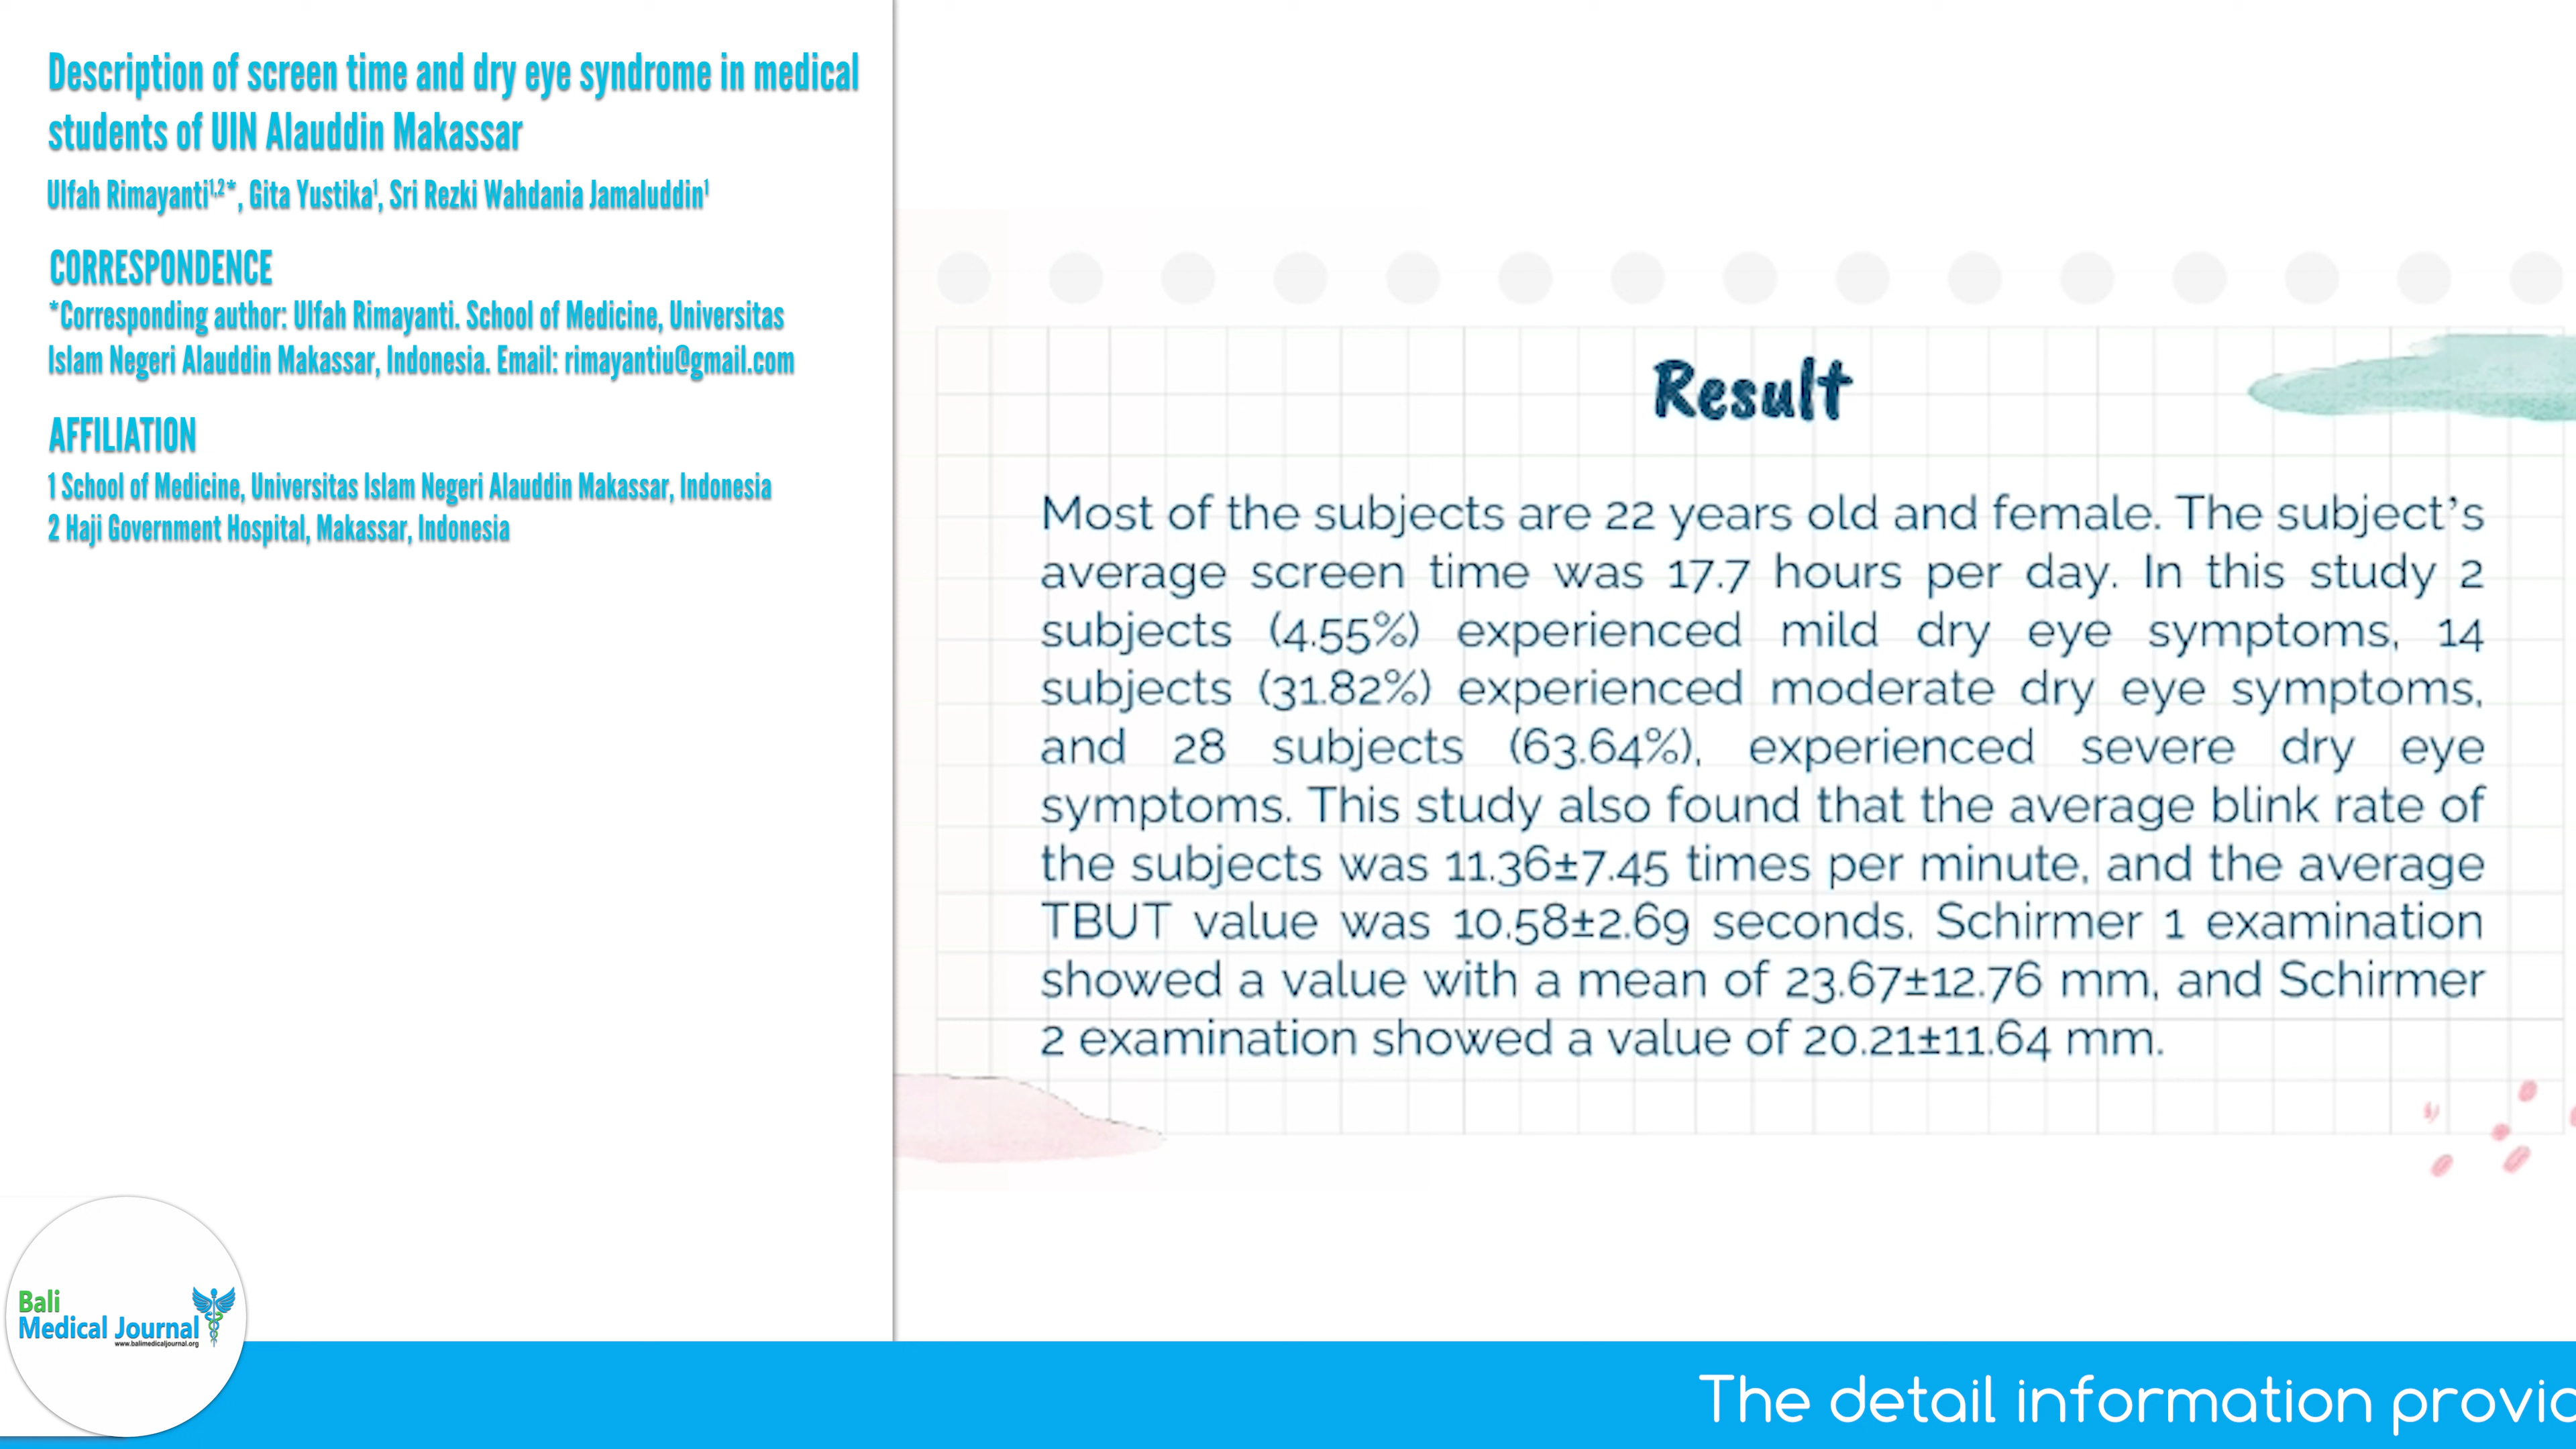 Description of screen time and dry eye syndrome in medical
students of UIN Alauddin Makassar
Ulfah Rimayanti1,2*, Gita Yustika1, Sri Rezki Wahdania Jamaluddin1
CORRESPONDENCE
*Corresponding author: Ulfah Rimayanti. School of Medicine, Universitas
Islam Negeri Alauddin Makassar, Indonesia. Email: rimayantiu@gmail.com
AFFILIATION
1 School of Medicine, Universitas Islam Negeri Alauddin Makassar, Indonesia
2 Haji Government Hospital, Makassar, Indonesia
Result
Most of the subjects are 22 years old and female. The subject's
average screen time was 17.7 hours per day. In this study 2
subjects (4.55%) experienced mild dry eye symptoms, 14
subjects (31.82%) experienced moderate dry eye symptoms,
and 28 subjects (63.64%), experienced severe dry eye
symptoms. This study also found that the average blink rate of
the subjects was 11.36±7.45 times per minute, and the average
TBUT value was 10.58±2.69 seconds. Schirmer 1 examination
showed a value with a mean of 23.67±12.76 mm, and Schirmer
2 examination showed a value of 20.21±11.64 mm.
Bali
Medical Journal
www.balimedicaljournal.org
The detail information provid